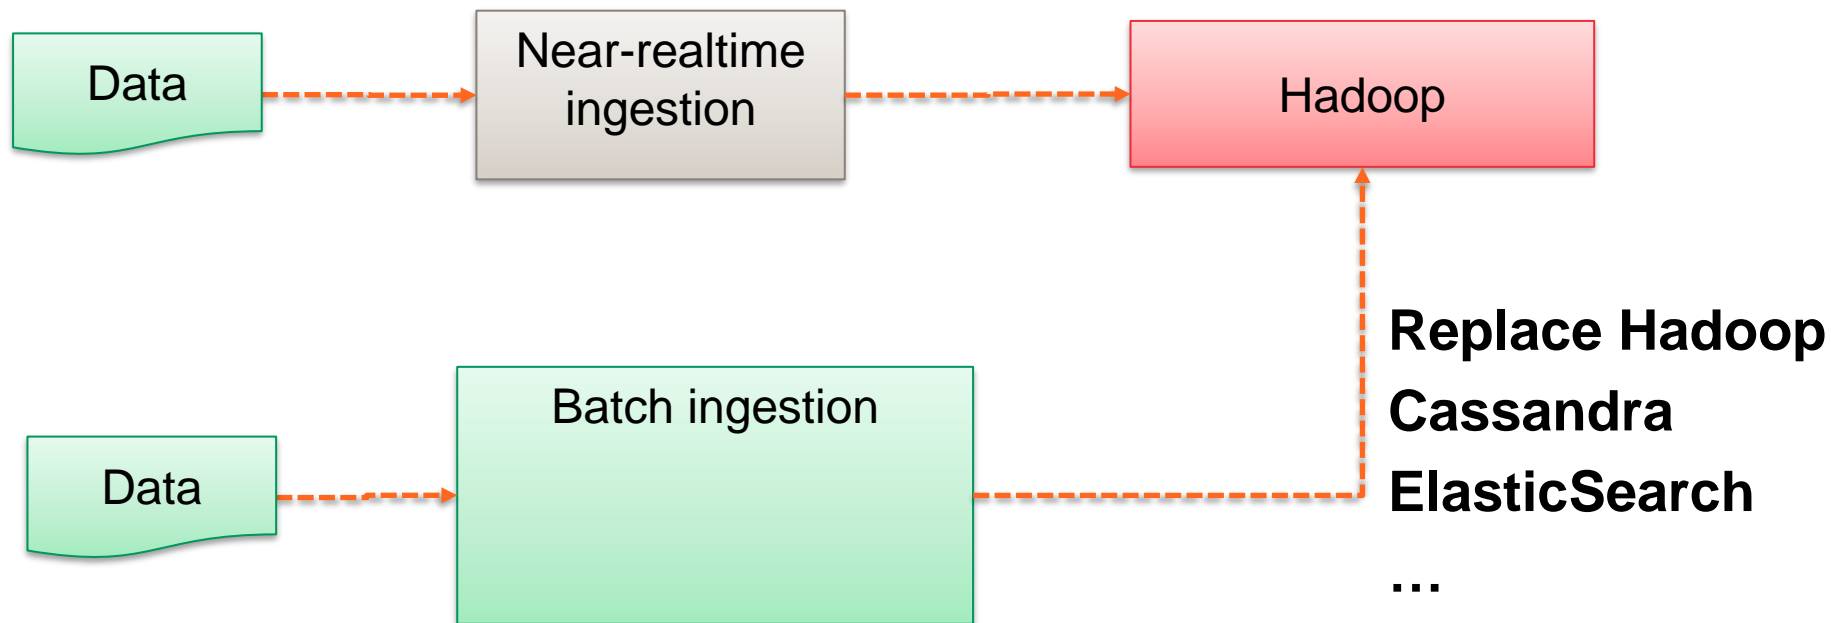 Data
Near-realtime
ingestion
Hadoop
Replace Hadoop
Cassandra
ElasticSearch
…
Batch ingestion
Data